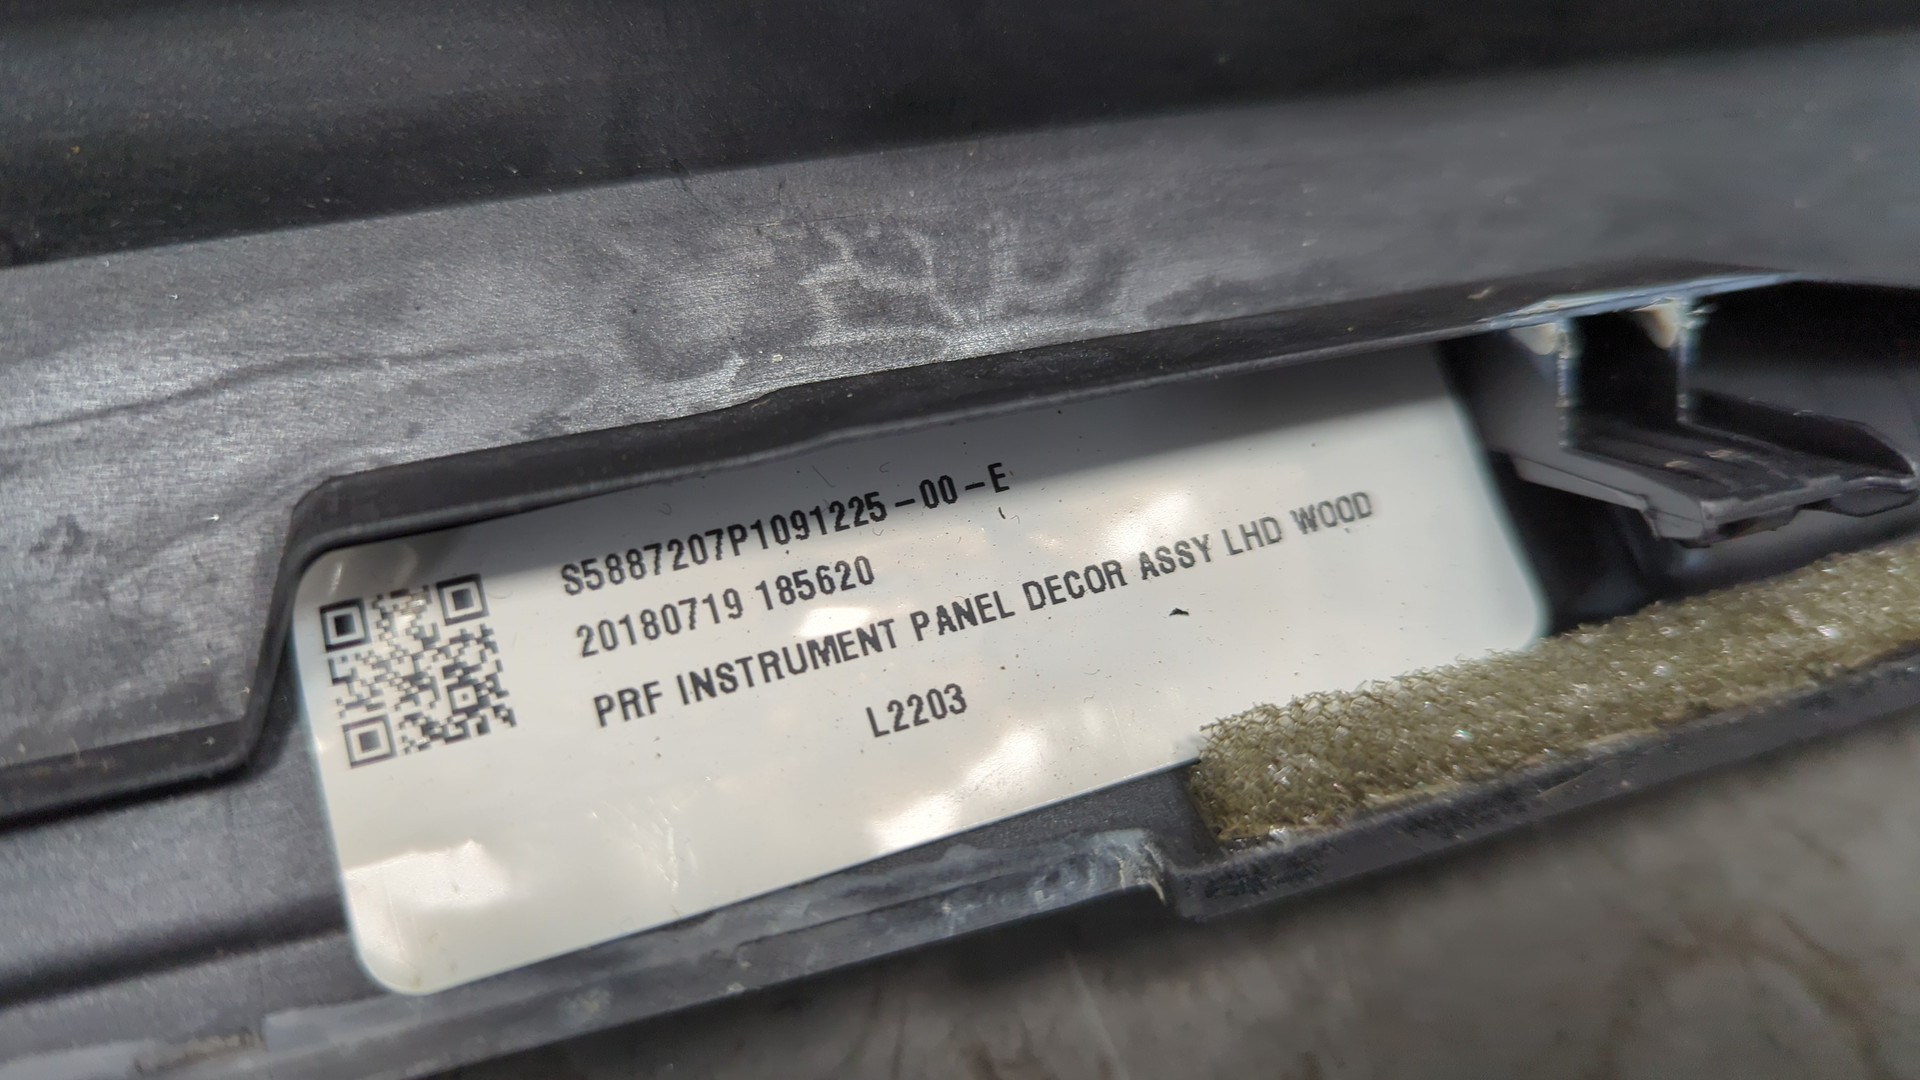 S5887207P1091225-00-E
20180719 185620
PRF INSTRUMENT PANEL DECOR ASSY LHD WOOD
L2203